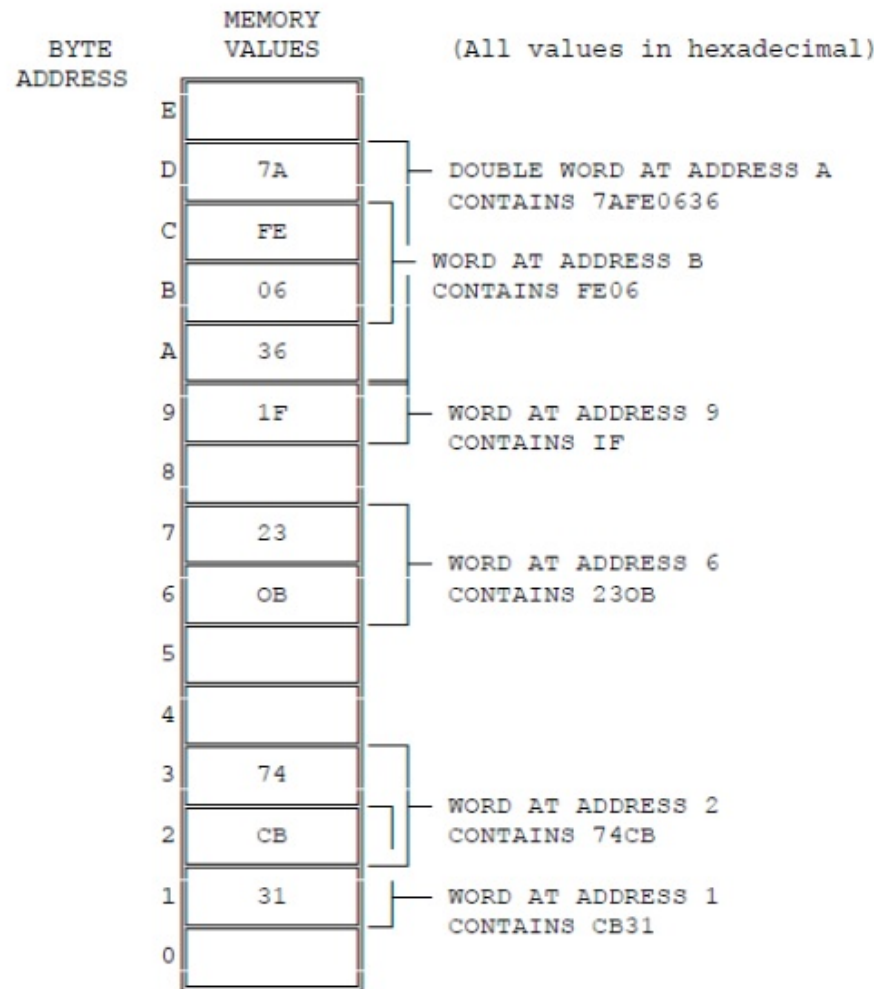 MEMORY
BYTE VALUES (All values in hexadecimal)
ADDRESS
E
D 7A DOUBLE WORD AT ADDRESS A
CONTAINS 7AFE0636
C FE
WORD AT ADDRESS B
B 06 CONTAINS FE06
A 36
9 1F WORD AT ADDRESS 9
CONTAINS IF
8
7 23
WORD AT ADDRESS 6
6 OB CONTAINS 23OB
5
4
3 74
WORD AT ADDRESS 2
2 CB CONTAINS 74CB
1 31 WORD AT ADDRESS 1
CONTAINS CB31
0